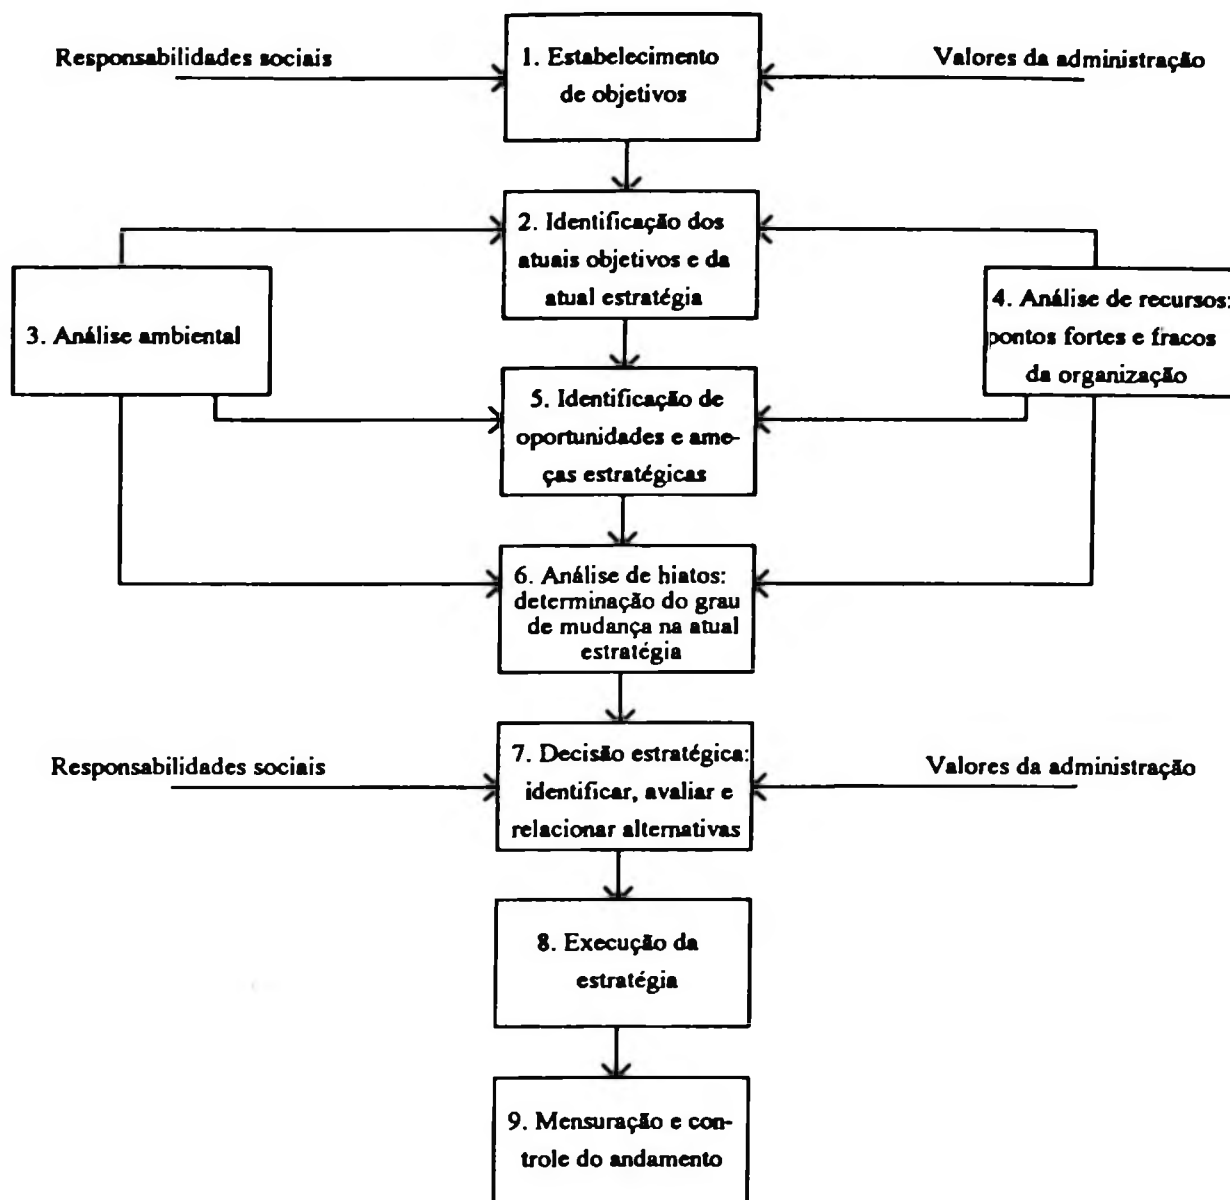 Responsabilidades sociais
1. Estabelecimento
de objetivos
Valores da administração
2. Identificação dos
atuais objetivos e da
atual estratégia
3. Análise ambiental
4. Análise de recursos:
pontos fortes e fracos
da organização
5. Identificação de
oportunidades e ame-
ças estratégicas
6. Análise de hiatos:
determinação do grau
de mudança na atual
estratégia
Responsabilidades sociais
7. Decisão estratégica:
identificar, avaliar e
relacionar alternativas
Valores da administração
8. Execução da
estratégia
9. Mensuração e con-
trole do andamento